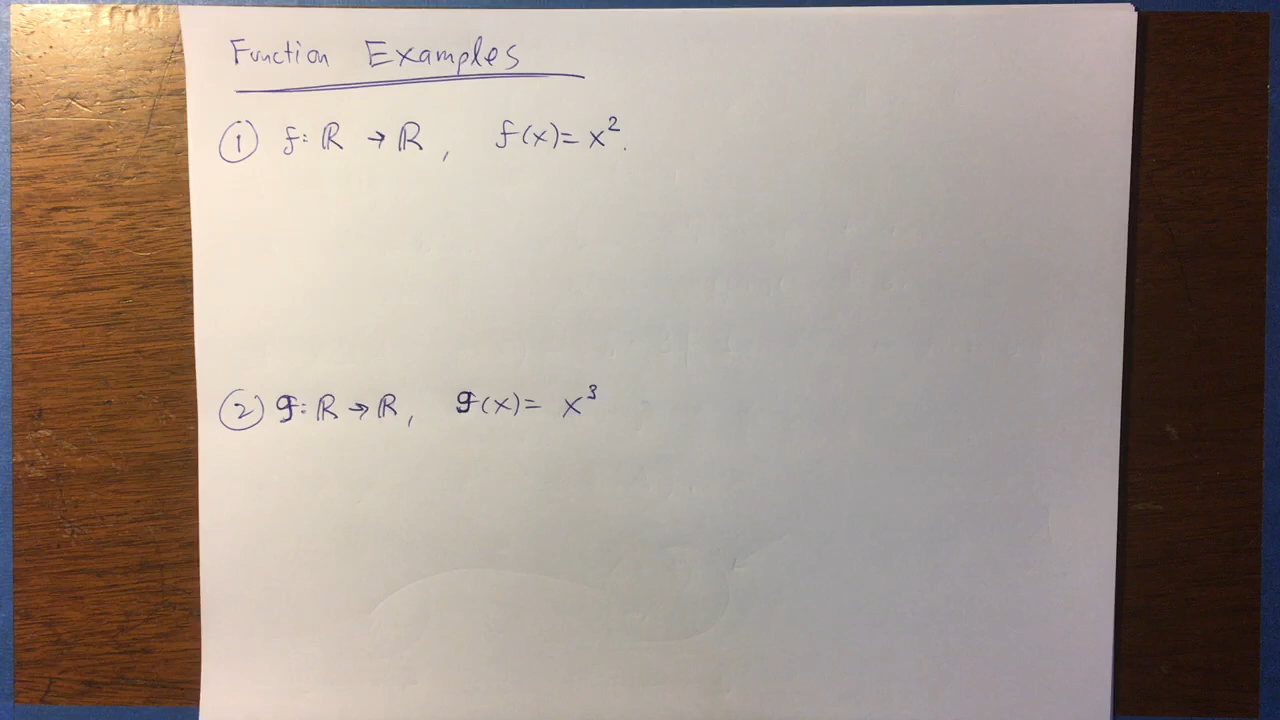 Function Examples
① f: ℝ → ℝ, f(x) = x².
② g: ℝ → ℝ, g(x) = x³